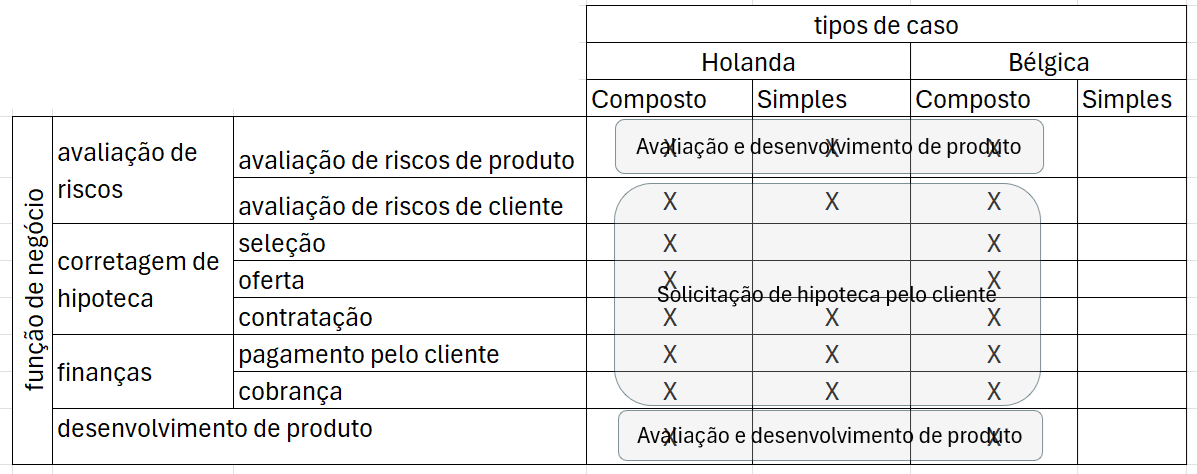 tipos de caso
Holanda Bélgica
Composto Simples Composto Simples
função de negócio
avaliação de
riscos
avaliação de riscos de produto
X X X
Avaliação e desenvolvimento de produto
avaliação de riscos de cliente
X X X
corretagem de
hipoteca
seleção
X X
oferta
X X
Solicitação de hipoteca pelo cliente
contratação
X X X
finanças
pagamento pelo cliente
X X X
cobrança
X X X
desenvolvimento de produto
X X
Avaliação e desenvolvimento de produto